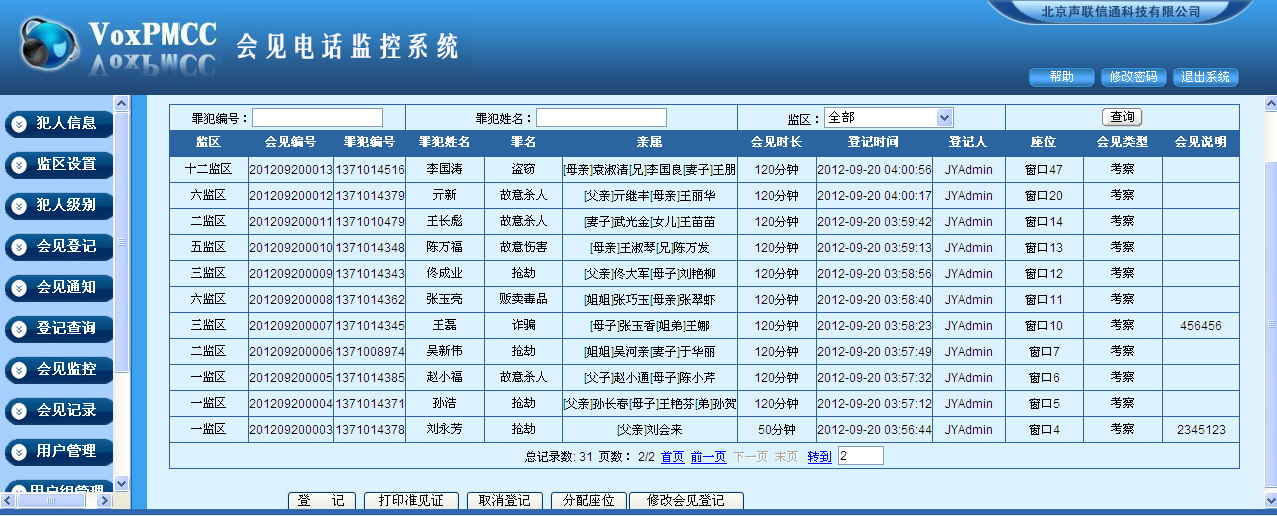 北京声联信通科技有限公司
VoxPMCC 会见电话监控系统
帮助 修改密码 退出系统
犯人信息
监区设置
犯人级别
会见登记
会见通知
登记查询
会见监控
会见记录
用户管理
用户组管理
罪犯编号： 罪犯姓名： 监区： 全部 查询
监区 会见编号 罪犯编号 罪犯姓名 罪名 亲属 会见时长 登记时间 登记人 座位 会见类型 会见说明
十二监区 201209200013 1371014516 李国涛 盗窃 [母亲]袁淑清[兄]李国良[妻子]王朋 120分钟 2012-09-20 04:00:56 JYAdmin 窗口47 考察
六监区 201209200012 1371014379 亓新 故意杀人 [父亲]亓继丰[母亲]王丽华 120分钟 2012-09-20 04:00:17 JYAdmin 窗口20 考察
二监区 201209200011 1371010479 王长彪 故意杀人 [妻子]武光金[女儿]王苗苗 120分钟 2012-09-20 03:59:42 JYAdmin 窗口14 考察
五监区 201209200010 1371014348 陈万福 故意伤害 [母亲]王淑琴[兄]陈万发 120分钟 2012-09-20 03:59:13 JYAdmin 窗口13 考察
三监区 201209200009 1371014343 佟成业 抢劫 [父亲]佟大军[母子]刘艳柳 120分钟 2012-09-20 03:58:56 JYAdmin 窗口12 考察
六监区 201209200008 1371014362 张玉亮 贩卖毒品 [姐姐]张巧玉[母亲]张翠虾 120分钟 2012-09-20 03:58:40 JYAdmin 窗口11 考察
三监区 201209200007 1371014345 王磊 诈骗 [母子]张玉香[姐弟]王娜 120分钟 2012-09-20 03:58:23 JYAdmin 窗口10 考察 456456
二监区 201209200006 1371008974 吴新伟 抢劫 [姐姐]吴河亲[妻子]于华丽 120分钟 2012-09-20 03:57:49 JYAdmin 窗口7 考察
一监区 201209200005 1371014385 赵小福 故意杀人 [父子]赵小通[母子]陈小芹 120分钟 2012-09-20 03:57:32 JYAdmin 窗口6 考察
一监区 201209200004 1371014371 孙浩 抢劫 [父亲]孙长春[母子]王艳芬[弟]孙贺 120分钟 2012-09-20 03:57:12 JYAdmin 窗口5 考察
一监区 201209200003 1371014378 刘永芳 抢劫 [父亲]刘会来 50分钟 2012-09-20 03:56:44 JYAdmin 窗口4 考察 2345123
总记录数: 31 页数： 2/2 首页 前一页 下一页 末页 转到 2
登 记 打印准见证 取消登记 分配座位 修改会见登记